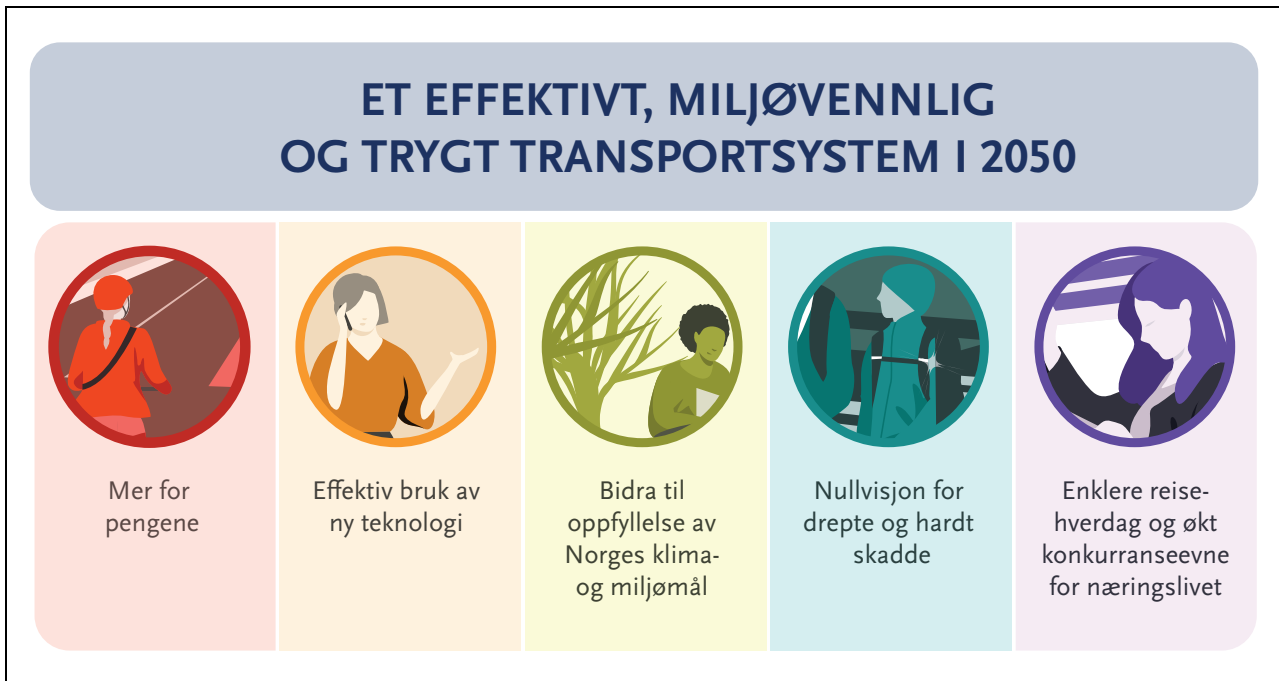 ET EFFEKTIVT, MILJØVENNLIG
OG TRYGT TRANSPORTSYSTEM I 2050
Mer for
pengene
Effektiv bruk av
ny teknologi
Bidra til
oppfyllelse av
Norges klima-
og miljømål
Nullvisjon for
drepte og hardt
skadde
Enklere reise-
hverdag og økt
konkurranseevne
for næringslivet